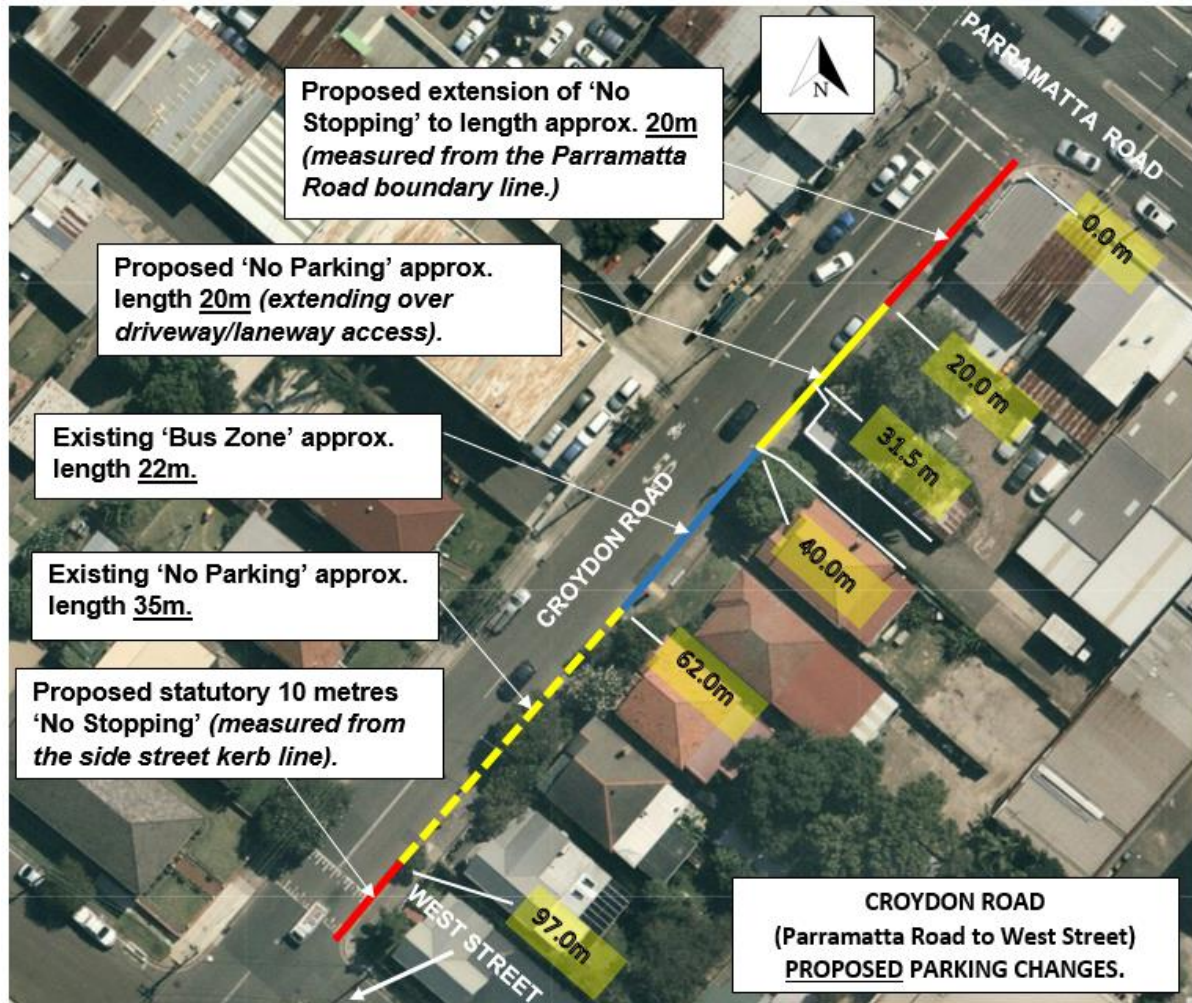 PARRAMATTA ROAD
N
Proposed extension of ‘No
Stopping’ to length approx. 20m
(measured from the Parramatta
Road boundary line.)
0.0 m
Proposed ‘No Parking’ approx.
length 20m (extending over
driveway/laneway access).
20.0 m
31.5 m
Existing ‘Bus Zone’ approx.
length 22m.
CROYDON ROAD
40.0m
Existing ‘No Parking’ approx.
length 35m.
62.0m
Proposed statutory 10 metres
‘No Stopping’ (measured from
the side street kerb line).
WEST STREET
97.0m
CROYDON ROAD
(Parramatta Road to West Street)
PROPOSED PARKING CHANGES.